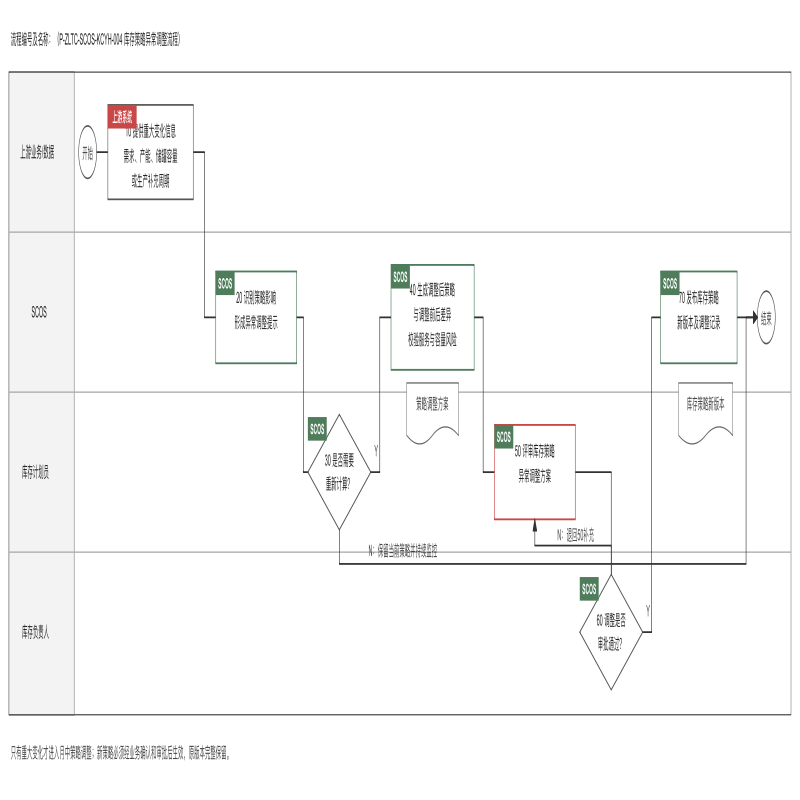 流程编号及名称：（P-ZLTC-SCOS-KCYH-004 库存策略异常调整流程）
上游业务/数据
开始
上游系统
10 提供重大变化信息
需求、产能、储罐容量
或生产补充周期
SCOS
SCOS
20 识别策略影响
形成异常调整提示
SCOS
40 生成调整后策略
与调整前后差异
校验服务与容量风险
SCOS
70 发布库存策略
新版本及调整记录
结束
策略调整方案
库存策略新版本
库存计划员
SCOS
30 是否需要
重新计算?
Y
SCOS
50 评审库存策略
异常调整方案
N：退回50补充
N：保留当前策略并持续监控
库存负责人
SCOS
60 调整是否
审批通过?
Y
只有重大变化才进入月中策略调整；新策略必须经业务确认和审批后生效，原版本完整保留。